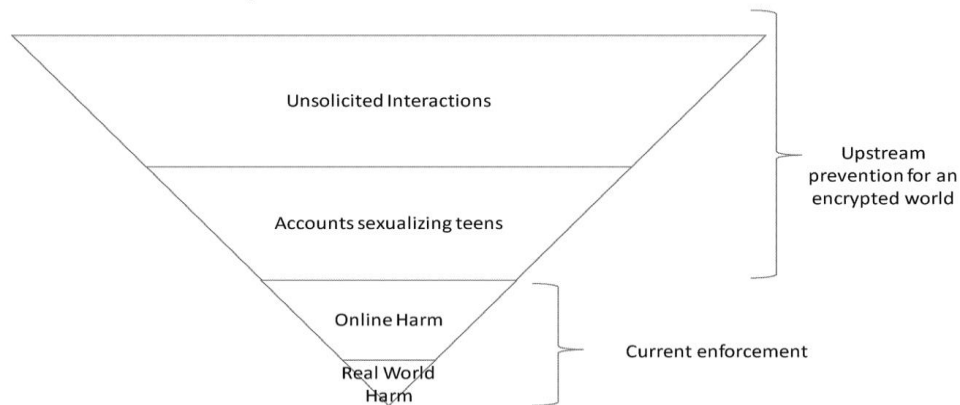 Unsolicited Interactions
Accounts sexualizing teens
Online Harm
Real World
Harm
Upstream
prevention for an
encrypted world
Current enforcement